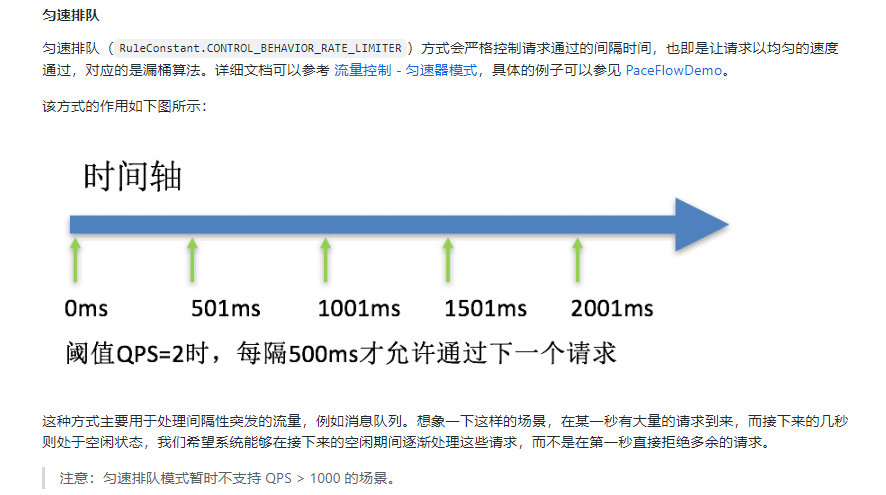 匀速排队
匀速排队（RuleConstant.CONTROL_BEHAVIOR_RATE_LIMITER）方式会严格控制请求通过的间隔时间，也即是让请求以均匀的速度
通过，对应的是漏桶算法。详细文档可以参考 流量控制 - 匀速器模式，具体的例子可以参见 PaceFlowDemo。
该方式的作用如下图所示：
时间轴
0ms 501ms 1001ms 1501ms 2001ms
阈值QPS=2时，每隔500ms才允许通过下一个请求
这种方式主要用于处理间隔性突发的流量，例如消息队列。想象一下这样的场景，在某一秒有大量的请求到来，而接下来的几秒
则处于空闲状态，我们希望系统能够在接下来的空闲期间逐渐处理这些请求，而不是在第一秒直接拒绝多余的请求。
注意：匀速排队模式暂时不支持 QPS > 1000 的场景。